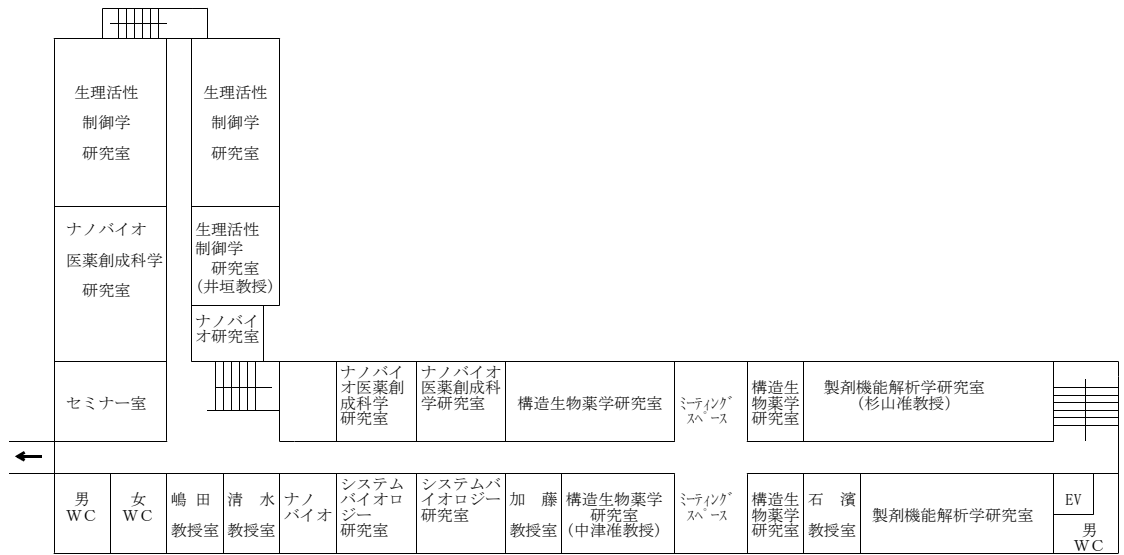 生理活性
制御学
研究室
生理活性
制御学
研究室
ナノバイオ
医薬創成科学
研究室
生理活性
制御学
研究室
(井垣教授)
ナノバイ
オ研究室
セミナー室
ナノバイ
オ医薬創
成科学
研究室
ナノバイオ
医薬創成科
学研究室
構造生物薬学研究室
ﾐｰﾃｨﾝｸﾞ
ｽﾍﾟｰｽ
構造生
物薬学
研究室
製剤機能解析学研究室
(杉山准教授)
男
WC
女
WC
嶋 田
教授室
清 水
教授室
ナノ
バイオ
システム
バイオロ
ジー
研究室
システムバ
イオロジー
研究室
加 藤
教授室
構造生物薬学
研究室
(中津准教授)
ﾐｰﾃｨﾝｸﾞ
ｽﾍﾟｰｽ
構造生
物薬学
研究室
石 濱
教授室
製剤機能解析学研究室
EV
男
WC